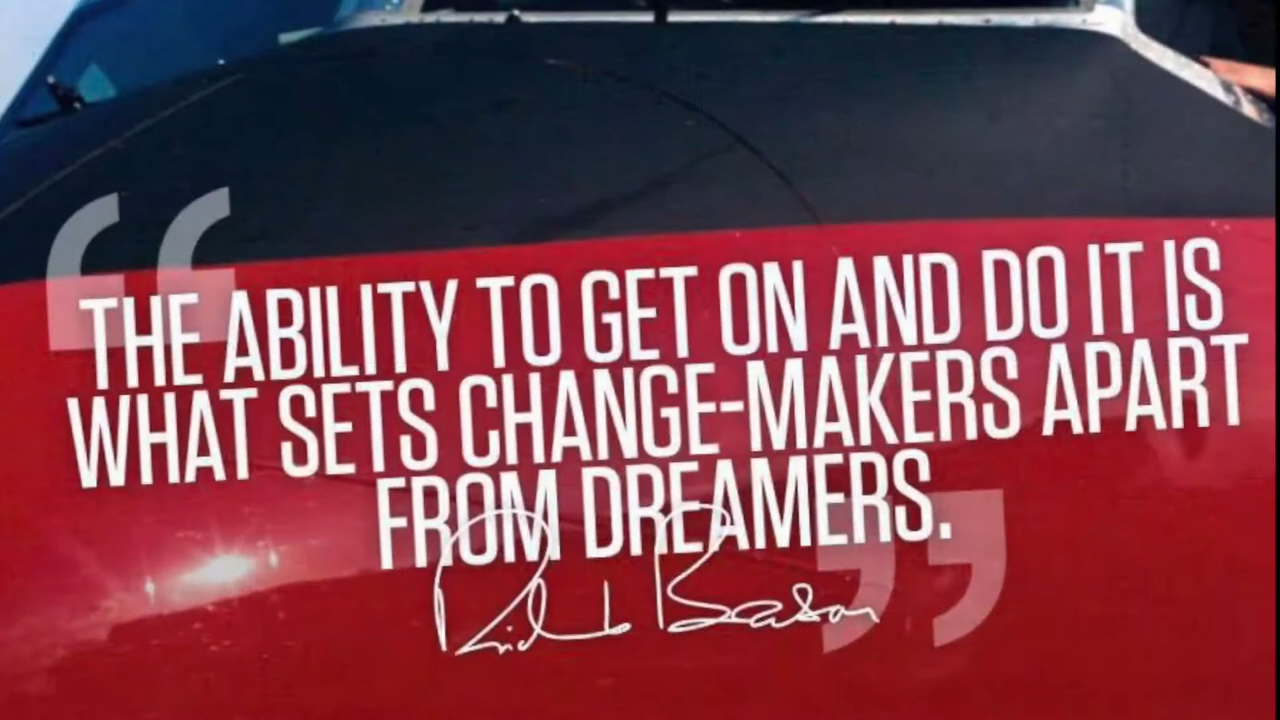 “
THE ABILITY TO GET ON AND DO IT IS
WHAT SETS CHANGE-MAKERS APART
FROM DREAMERS.
”